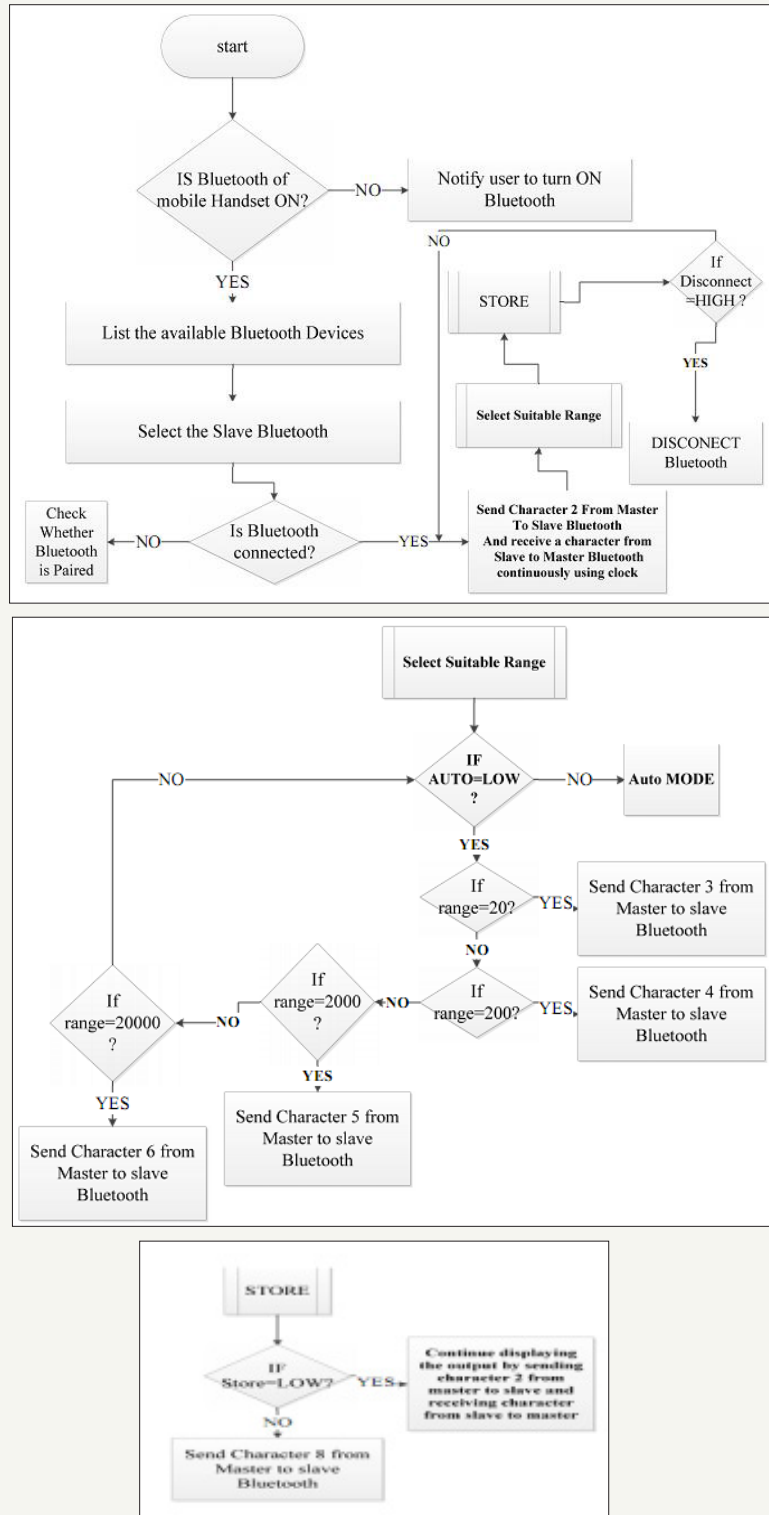 start
IS Bluetooth of
mobile Handset ON?
NO
Notify user to turn ON
Bluetooth
YES
List the available Bluetooth Devices
Select the Slave Bluetooth
Is Bluetooth
connected?
NO
Check
Whether
Bluetooth
is Paired
YES
Send Character 2 From Master
To Slave Bluetooth
And receive a character from
Slave to Master Bluetooth
continuously using clock
Select Suitable Range
STORE
If
Disconnect
=HIGH ?
NO
YES
DISCONECT
Bluetooth
Select Suitable Range
IF
AUTO=LOW
?
NO
Auto MODE
YES
If
range=20?
YES
Send Character 3 from
Master to slave
Bluetooth
NO
If
range=200?
YES
Send Character 4 from
Master to slave
Bluetooth
NO
If
range=2000
?
YES
Send Character 5 from
Master to slave
Bluetooth
NO
If
range=20000
?
YES
Send Character 6 from
Master to slave
Bluetooth
NO
STORE
IF
Store=LOW?
YES
Continue displaying
the output by sending
character 2 from
master to slave and
receiving character
from slave to master
NO
Send Character 8 from
Master to slave
Bluetooth